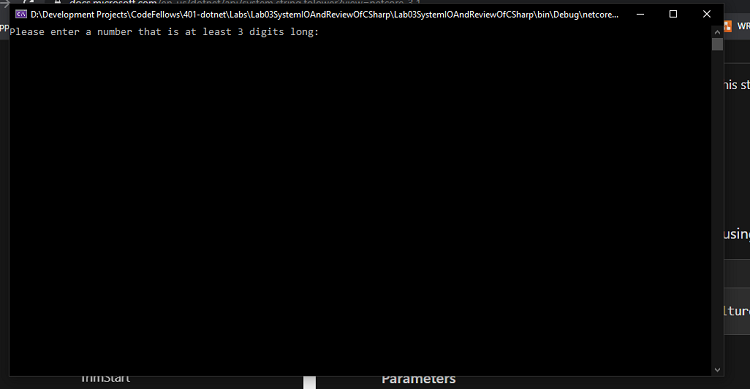 docs.microsoft.com/en-us/dotnet/api/system.string.tolower?view=netcore-3.1
D:\Development Projects\CodeFellows\401-dotnet\Labs\Lab03SystemIOAndReviewOfCSharp\Lab03SystemIOAndReviewOfCSharp\bin\Debug\netcore...
WR
Please enter a number that is at least 3 digits long:
his st
using
lture
TrimStart
Parameters